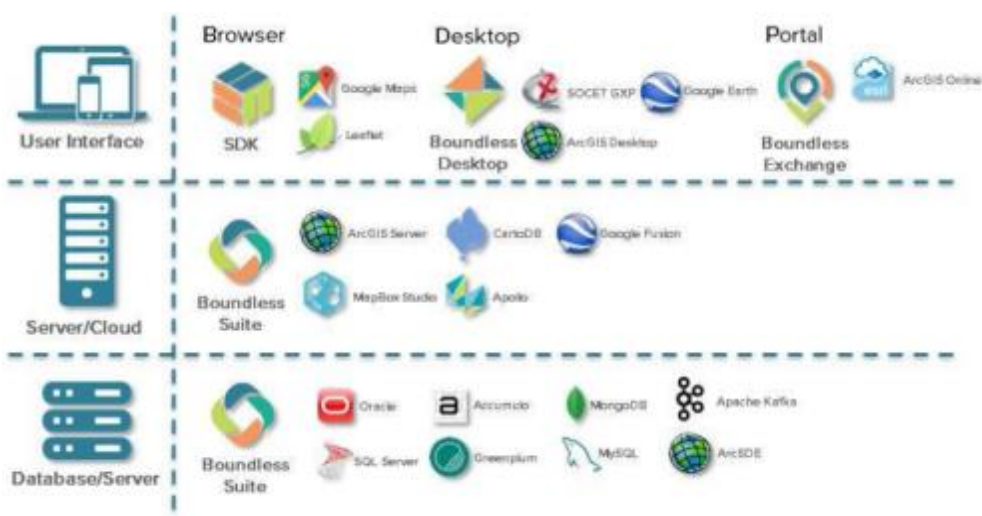 Browser
Desktop
Portal
User Interface
SDK
Google Maps
Leaflet
Boundless
Desktop
SOCET GXP
Google Earth
ArcGIS Desktop
Boundless
Exchange
esri
ArcGIS Online
Server/Cloud
Boundless
Suite
ArcGIS Server
CartoDB
Google Fusion
MapBox Studio
Apollo
Database/Server
Boundless
Suite
Oracle
a
Accumulo
MongoDB
Apache Kafka
SQL Server
Greenplum
MySQL
ArcSDE